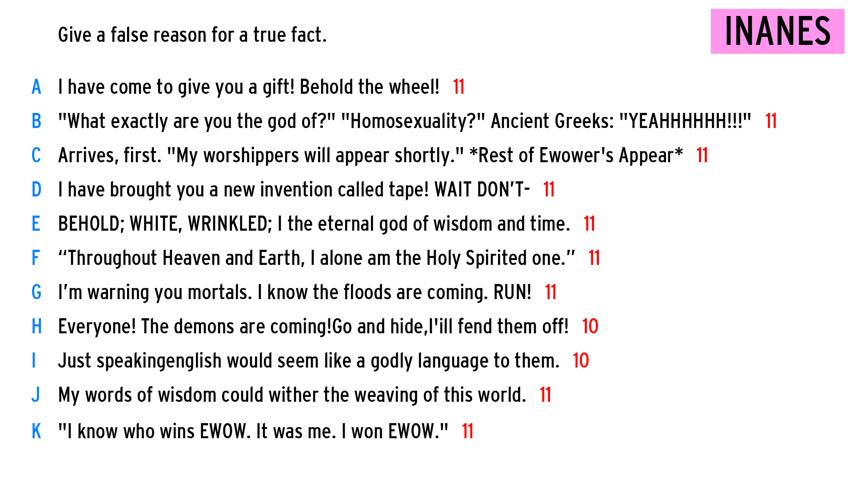 Give a false reason for a true fact.
INANES
A I have come to give you a gift! Behold the wheel! 11
B "What exactly are you the god of?" "Homosexuality?" Ancient Greeks: "YEAHHHHHH!!!" 11
C Arrives, first. "My worshippers will appear shortly." *Rest of Ewower's Appear* 11
D I have brought you a new invention called tape! WAIT DON'T- 11
E BEHOLD; WHITE, WRINKLED; I the eternal god of wisdom and time. 11
F “Throughout Heaven and Earth, I alone am the Holy Spirited one.” 11
G I'm warning you mortals. I know the floods are coming. RUN! 11
H Everyone! The demons are coming!Go and hide,I'ill fend them off! 10
I Just speakingenglish would seem like a godly language to them. 10
J My words of wisdom could wither the weaving of this world. 11
K "I know who wins EWOW. It was me. I won EWOW." 11